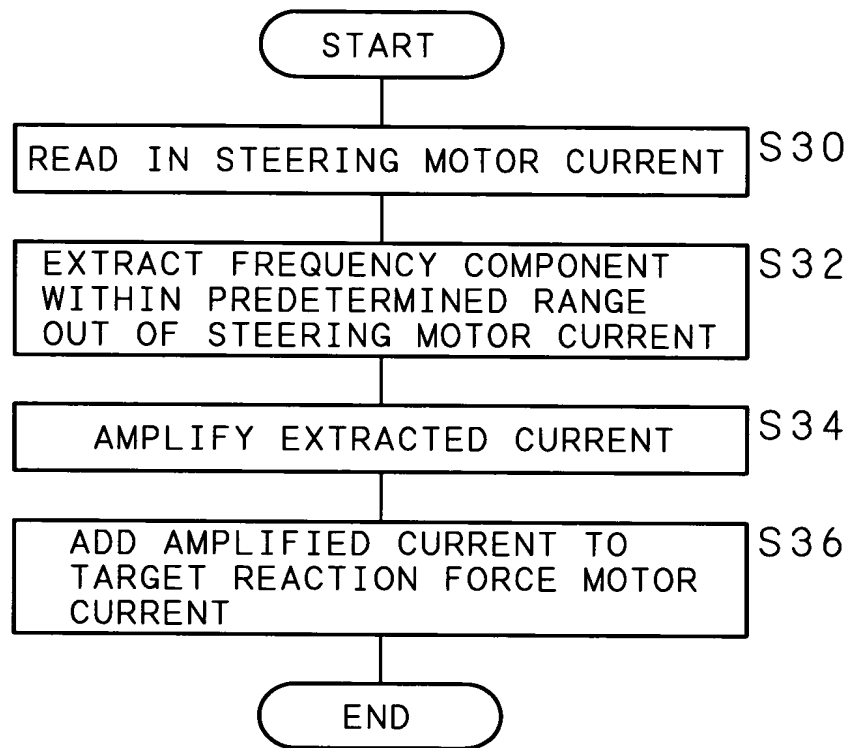 START
READ IN STEERING MOTOR CURRENT
S30
EXTRACT FREQUENCY COMPONENT
WITHIN PREDETERMINED RANGE
OUT OF STEERING MOTOR CURRENT
S32
AMPLIFY EXTRACTED CURRENT
S34
ADD AMPLIFIED CURRENT TO
TARGET REACTION FORCE MOTOR
CURRENT
S36
END